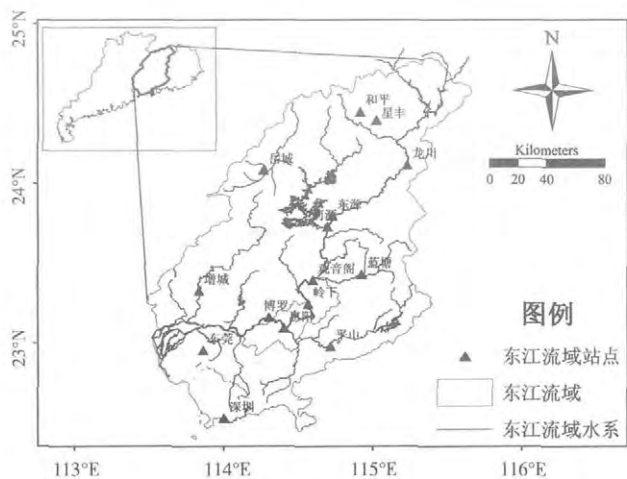 25°N
24°N
23°N
113°E
114°E
115°E
116°E
N
Kilometers
0 20 40 80
和平
星丰
龙川
岳城
东源
河源
蓝塘
观音阁
岭下
增城
博罗
惠阳
东莞
深圳
图例
东江流域站点
东江流域
东江流域水系